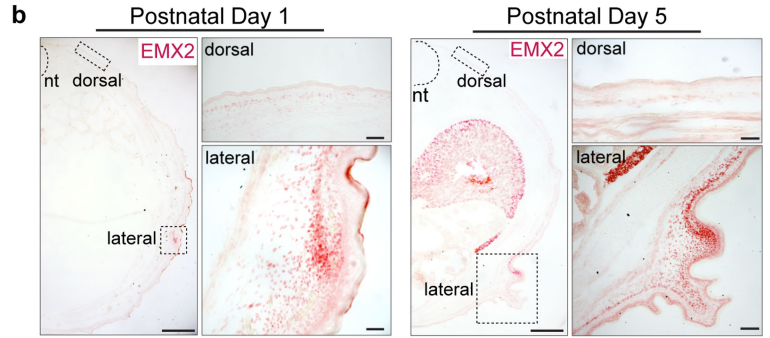 b
Postnatal Day 1
Postnatal Day 5
EMX2
nt
dorsal
lateral
dorsal
lateral
EMX2
nt
dorsal
lateral
dorsal
lateral